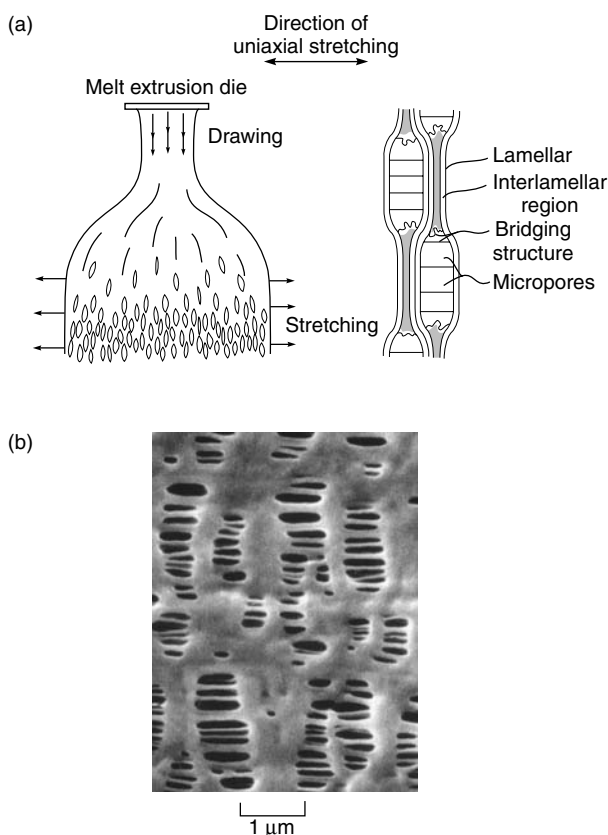 (a)
Direction of
uniaxial stretching
Melt extrusion die
Drawing
Stretching
Lamellar
Interlamellar
region
Bridging
structure
Micropores
(b)
1 μm